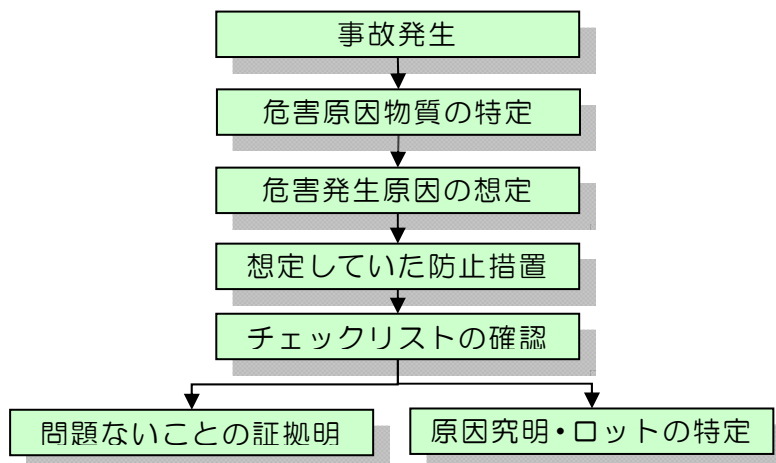 事故発生
危害原因物質の特定
危害発生原因の想定
想定していた防止措置
チェックリストの確認
問題ないことの証拠明
原因究明・ロットの特定